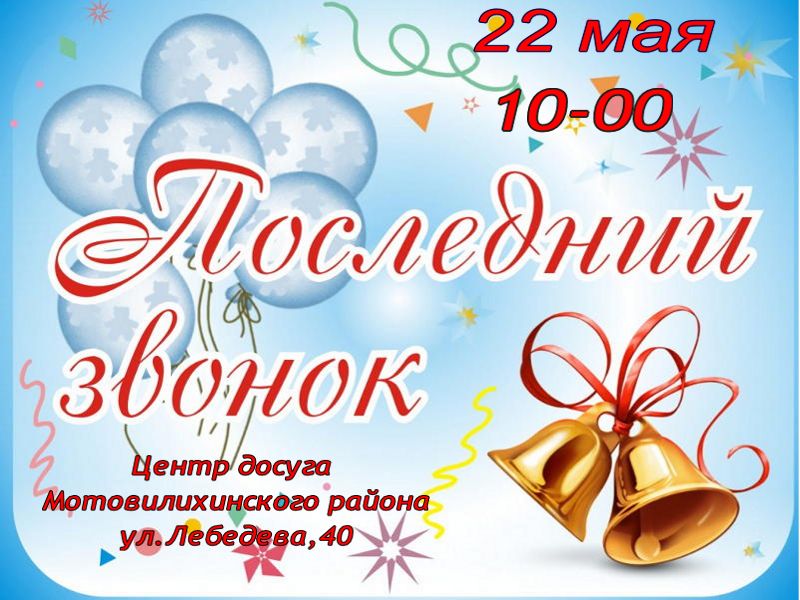 22 мая
10-00
Последний
звонок
Центр досуга
Мотовилихинского района
ул.Лебедева,40